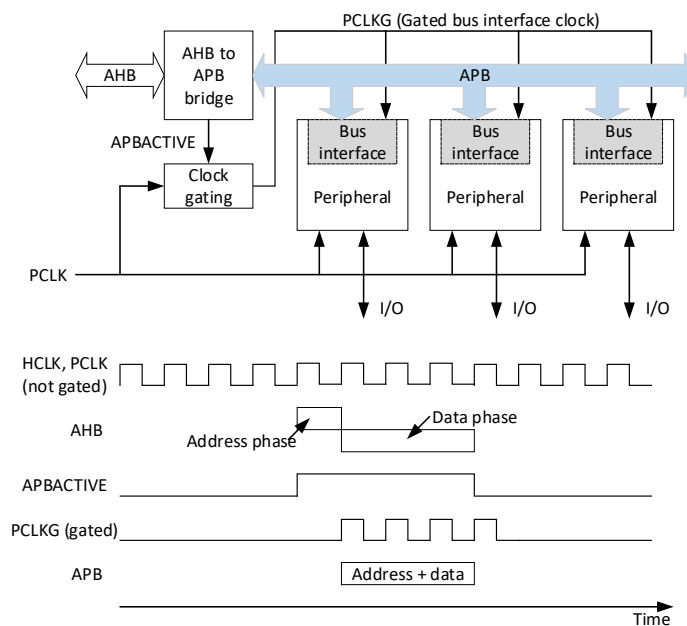 PCLKG (Gated bus interface clock)
AHB
AHB to
APB
bridge
APB
APBACTIVE
Clock
gating
Bus
interface
Peripheral
Bus
interface
Peripheral
Bus
interface
Peripheral
PCLK
I/O
I/O
I/O
HCLK, PCLK
(not gated)
AHB
Address phase
Data phase
APBACTIVE
PCLKG (gated)
APB
Address + data
Time